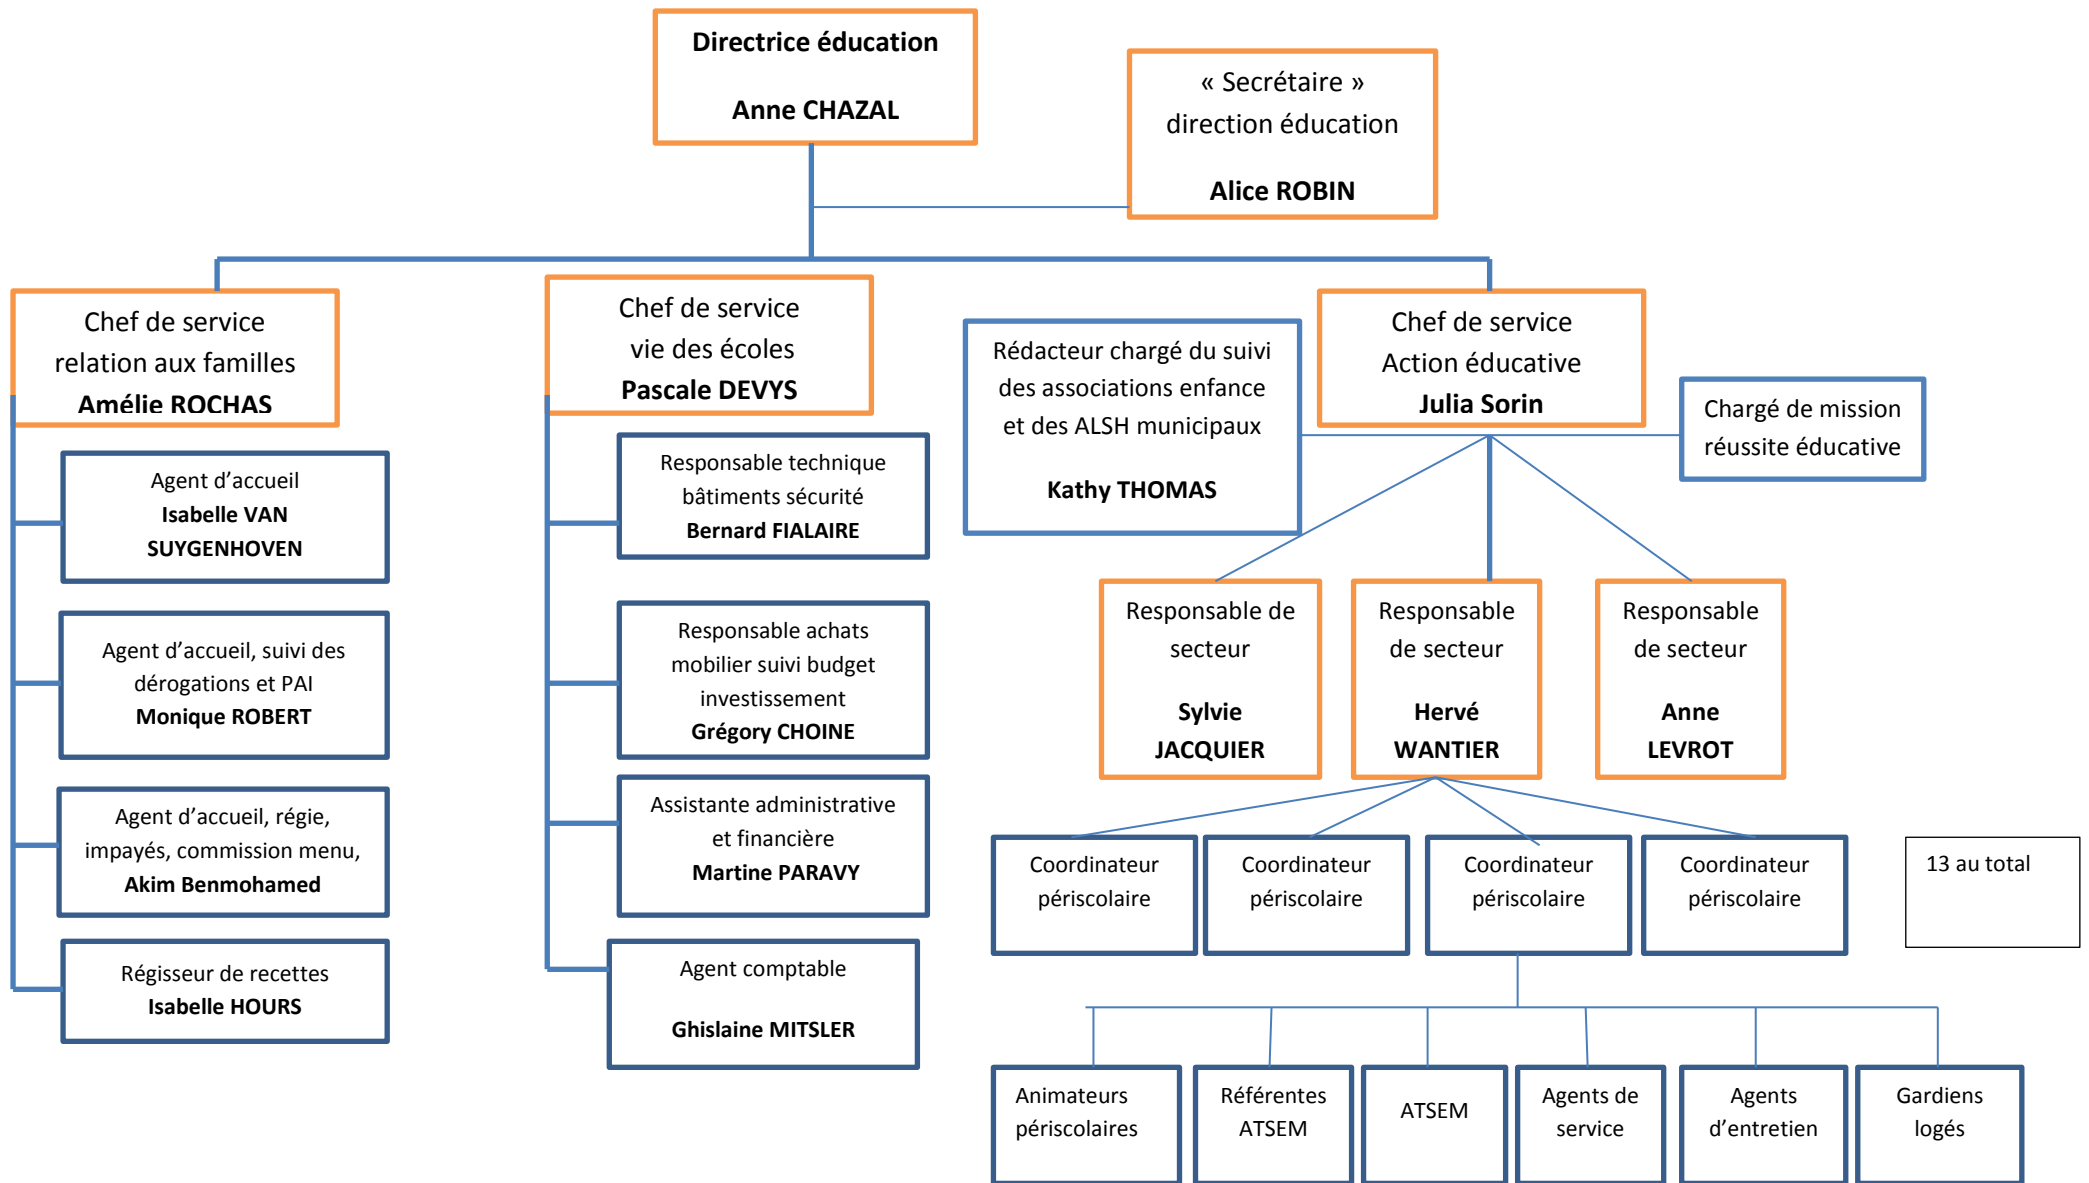 Directrice éducation
Anne CHAZAL
« Secrétaire »
direction éducation
Alice ROBIN
Chef de service
relation aux familles
Amélie ROCHAS
Agent d’accueil
Isabelle VAN
SUYGENHOVEN
Agent d’accueil, suivi des
dérogations et PAI
Monique ROBERT
Agent d’accueil, régie,
impayés, commission menu,
Akim Benmohamed
Régisseur de recettes
Isabelle HOURS
Chef de service
vie des écoles
Pascale DEVYS
Responsable technique
bâtiments sécurité
Bernard FIALAIRE
Responsable achats
mobilier suivi budget
investissement
Grégory CHOINE
Assistante administrative
et financière
Martine PARAVY
Agent comptable
Ghislaine MITSLER
Rédacteur chargé du suivi
des associations enfance
et des ALSH municipaux
Kathy THOMAS
Chef de service
Action éducative
Julia Sorin
Chargé de mission
réussite éducative
Responsable de
secteur
Sylvie
JACQUIER
Responsable
de secteur
Hervé
WANTIER
Responsable
de secteur
Anne
LEVROT
Coordinateur
périscolaire
Coordinateur
périscolaire
Coordinateur
périscolaire
Coordinateur
périscolaire
13 au total
Animateurs
périscolaires
Référentes
ATSEM
ATSEM
Agents de
service
Agents
d’entretien
Gardiens
logés